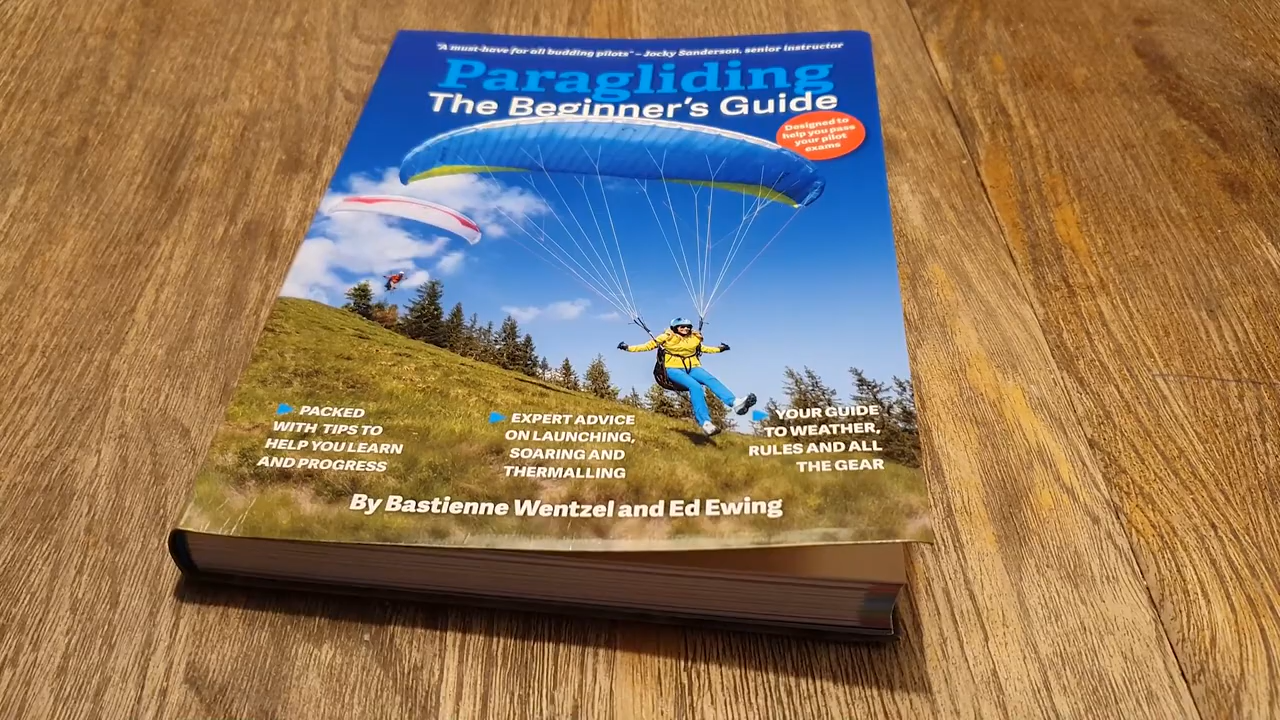 "A must-have for all budding pilots" – Jocky Sanderson, senior instructor
Paragliding
The Beginner's Guide
Designed to
help you pass
your pilot
exams
PACKED
WITH TIPS TO
HELP YOU LEARN
AND PROGRESS
EXPERT ADVICE
ON LAUNCHING,
SOARING AND
THERMALLING
YOUR GUIDE
TO WEATHER,
RULES AND ALL
THE GEAR
By Bastienne Wentzel and Ed Ewing